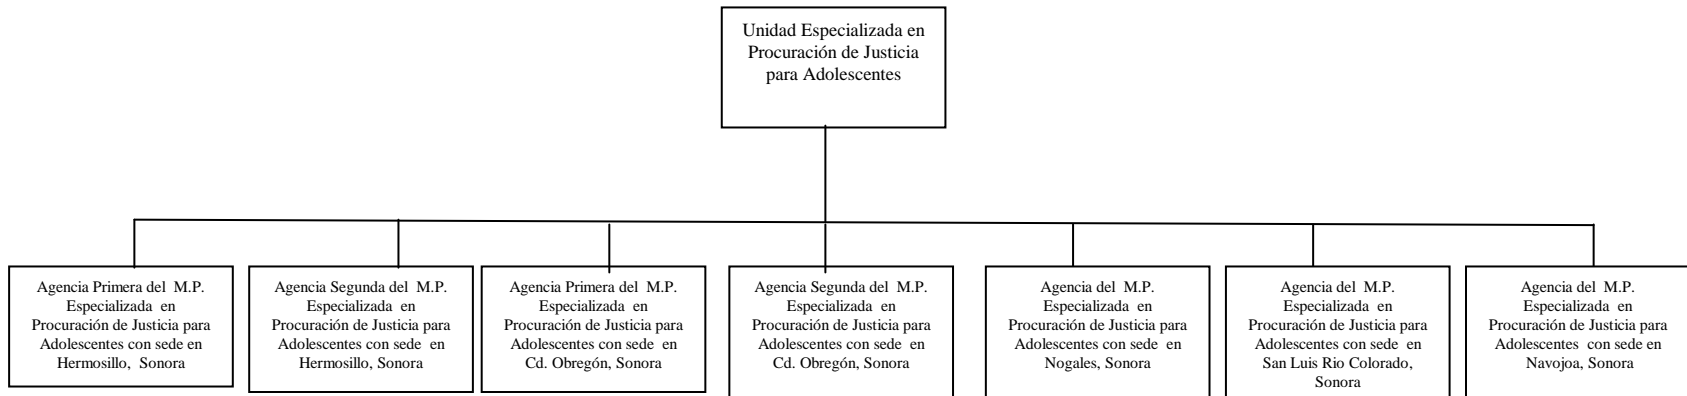 Unidad Especializada en
Procuración de Justicia
para Adolescentes
Agencia Primera del M.P.
Especializada en
Procuración de Justicia para
Adolescentes con sede en
Hermosillo, Sonora
Agencia Segunda del M.P.
Especializada en
Procuración de Justicia para
Adolescentes con sede en
Hermosillo, Sonora
Agencia Primera del M.P.
Especializada en
Procuración de Justicia para
Adolescentes con sede en
Cd. Obregón, Sonora
Agencia Segunda del M.P.
Especializada en
Procuración de Justicia para
Adolescentes con sede en
Cd. Obregón, Sonora
Agencia del M.P.
Especializada en
Procuración de Justicia para
Adolescentes con sede en
Nogales, Sonora
Agencia del M.P.
Especializada en
Procuración de Justicia para
Adolescentes con sede en
San Luis Rio Colorado,
Sonora
Agencia del M.P.
Especializada en
Procuración de Justicia para
Adolescentes con sede en
Navojoa, Sonora